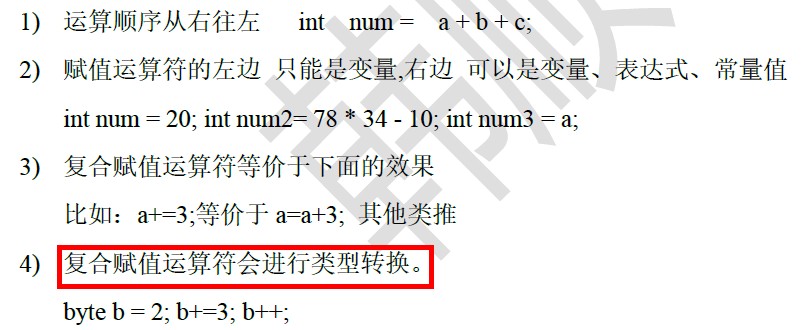 1) 运算顺序从右往左 int num = a + b + c;
2) 赋值运算符的左边 只能是变量,右边 可以是变量、表达式、常量值
int num = 20; int num2= 78 * 34 - 10; int num3 = a;
3) 复合赋值运算符等价于下面的效果
比如：a+=3;等价于 a=a+3; 其他类推
4) 复合赋值运算符会进行类型转换。
byte b = 2; b+=3; b++;
韩顺